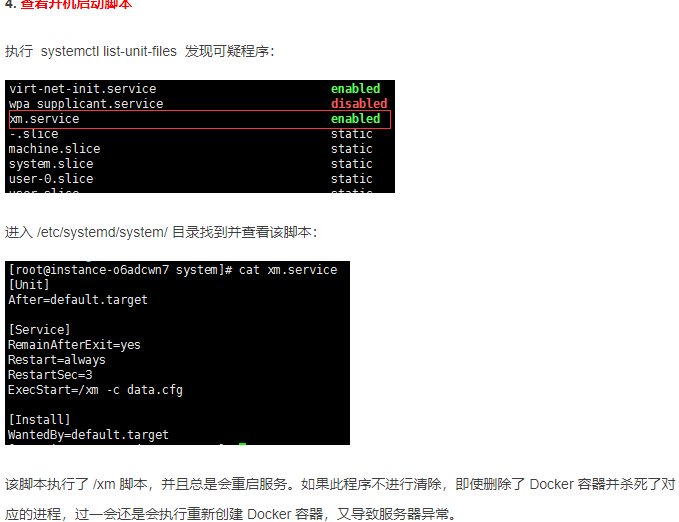 4. 查看开机启动脚本
执行 systemctl list-unit-files 发现可疑程序：
virt-net-init.service enabled
wpa_supplicant.service disabled
xm.service enabled
-.slice static
machine.slice static
system.slice static
user-0.slice static
user.slice static
进入 /etc/systemd/system/ 目录找到并查看该脚本：
[root@instance-o6adcwn7 system]# cat xm.service
[Unit]
After=default.target
[Service]
RemainAfterExit=yes
Restart=always
RestartSec=3
ExecStart=/xm -c data.cfg
[Install]
WantedBy=default.target
该脚本执行了 /xm 脚本，并且总是会重启服务。如果此程序不进行清除，即使删除了 Docker 容器并杀死了对
应的进程，过一会还是会执行重新创建 Docker 容器，又导致服务器异常。